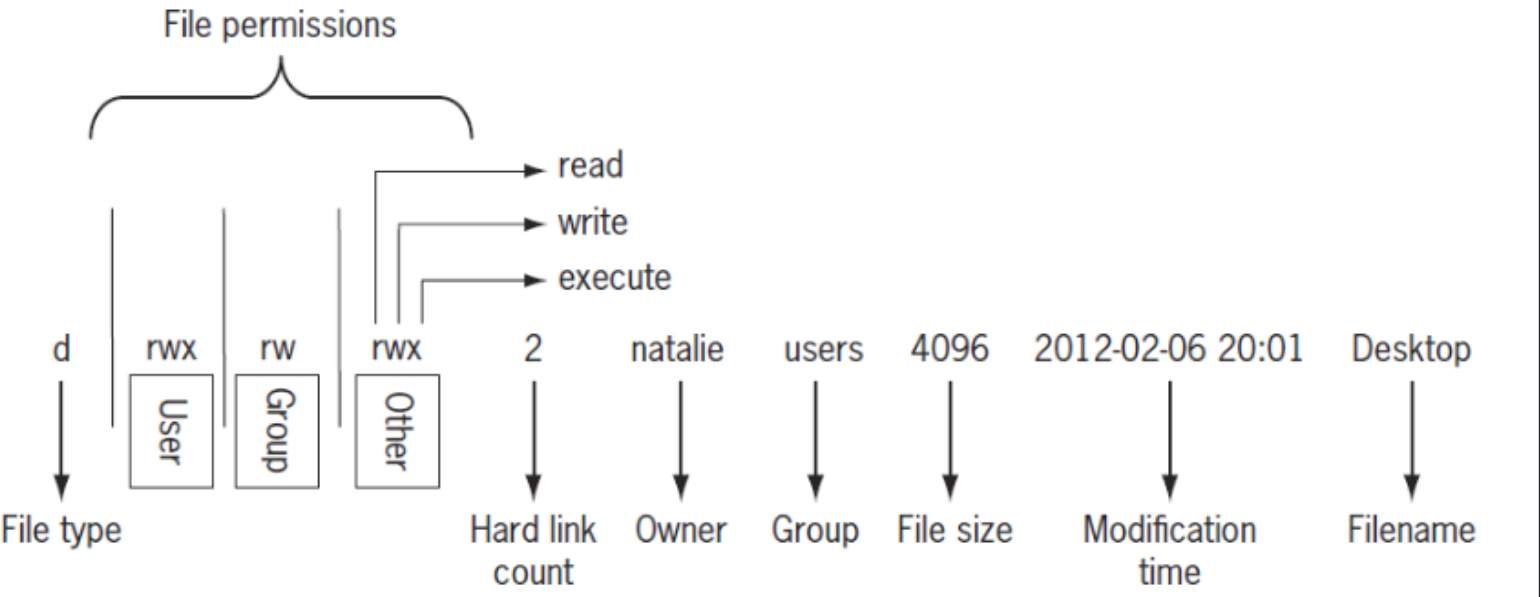 File permissions
read
write
execute
d rwx rw rwx 2 natalie users 4096 2012-02-06 20:01 Desktop
User Group Other
File type Hard link count Owner Group File size Modification time Filename